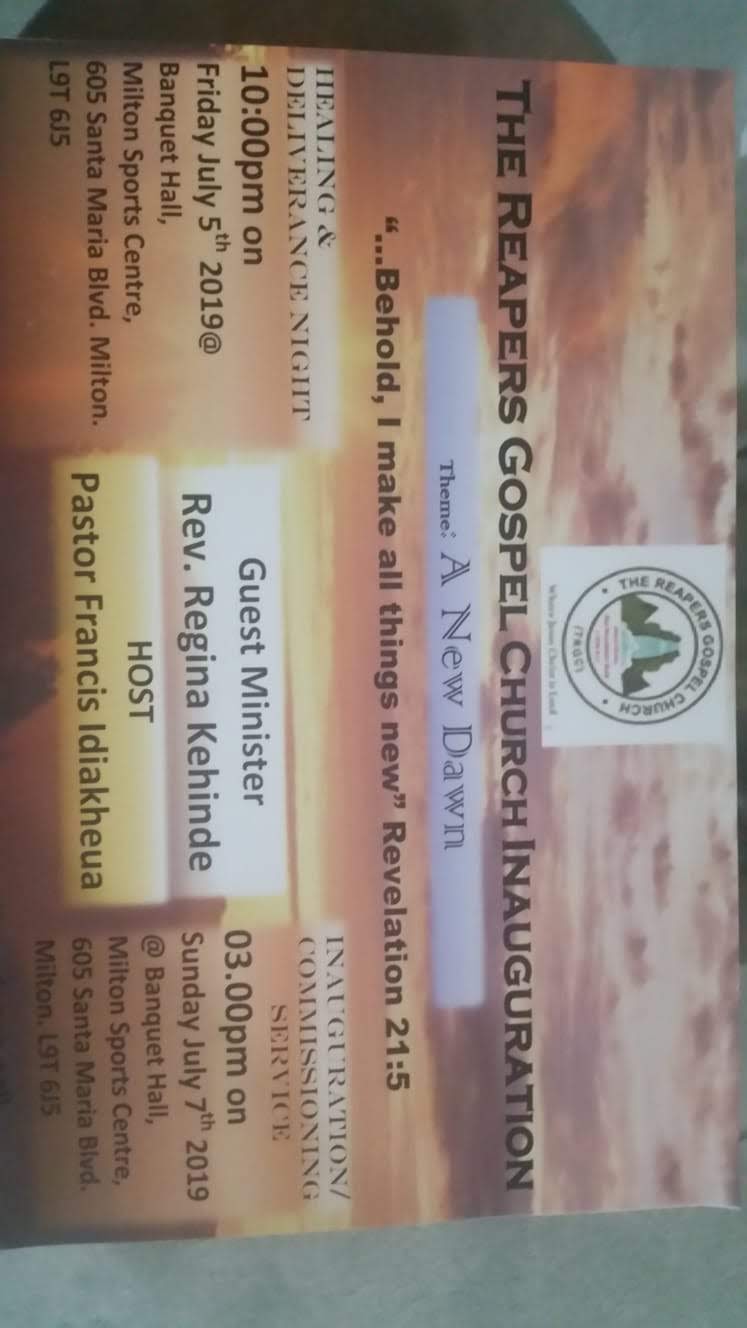 THE REAPERS GOSPEL CHURCH
(TRGC)
Where Jesus Christ is Lord
THE REAPERS GOSPEL CHURCH INAUGURATION
Theme: A New Dawn
“...Behold, I make all things new” Revelation 21:5
HEALING &
DELIVERANCE NIGHT
10:00pm on
Friday July 5th 2019@
Banquet Hall,
Milton Sports Centre,
605 Santa Maria Blvd. Milton.
L9T 6J5
Guest Minister
Rev. Regina Kehinde
HOST
Pastor Francis Idiakheua
INAUGURATION/
COMMISSIONING
SERVICE
03.00pm on
Sunday July 7th 2019
@ Banquet Hall,
Milton Sports Centre,
605 Santa Maria Blvd.
Milton. L9T 6J5